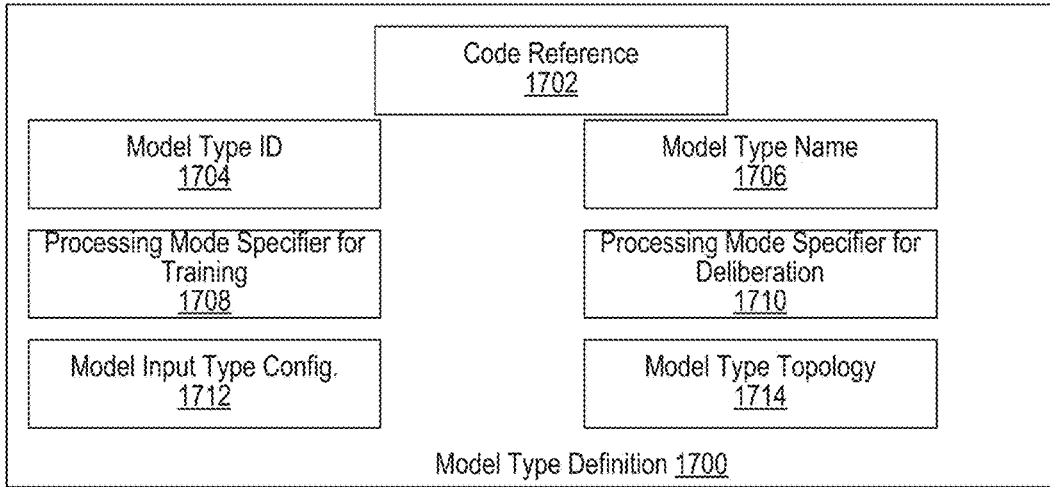 Code Reference
1702
Model Type ID
1704
Model Type Name
1706
Processing Mode Specifier for
Training
1708
Processing Mode Specifier for
Deliberation
1710
Model Input Type Config.
1712
Model Type Topology
1714
Model Type Definition 1700